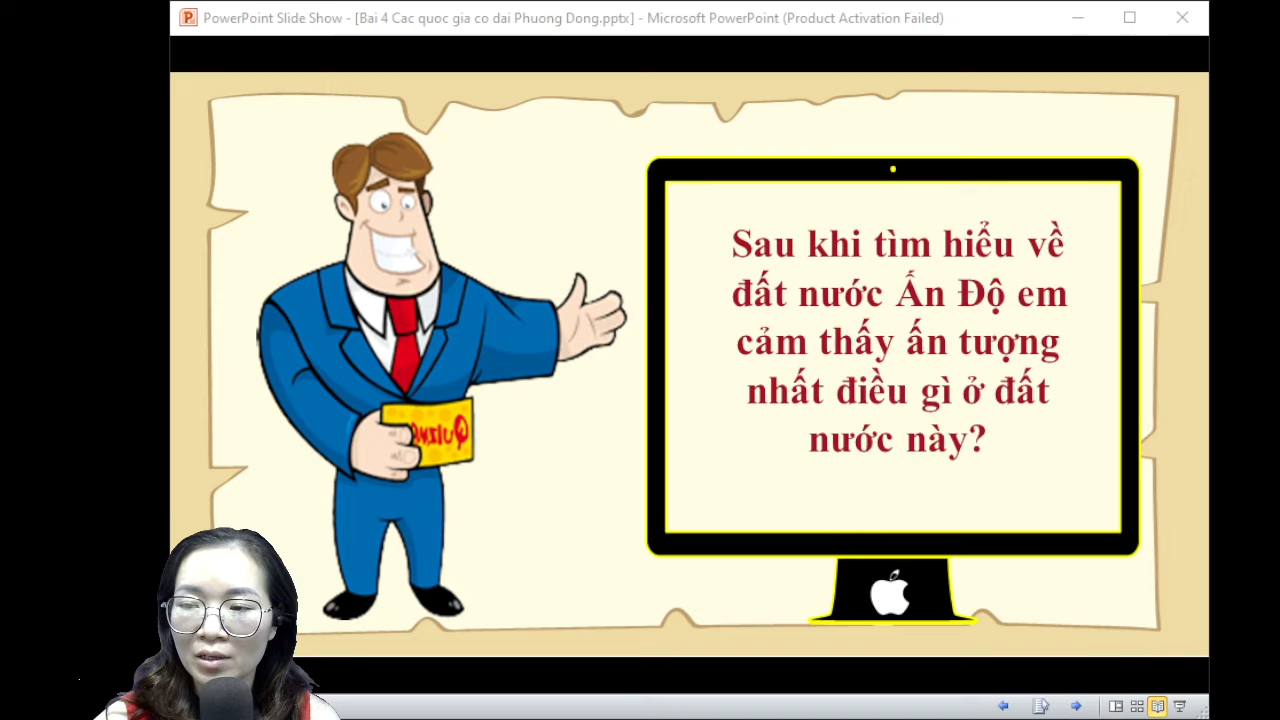 PowerPoint Slide Show - [Bai 4 Cac quoc gia co dai Phuong Dong.pptx] - Microsoft PowerPoint (Product Activation Failed)
Sau khi tìm hiểu về
đất nước Ấn Độ em
cảm thấy ấn tượng
nhất điều gì ở đất
nước này?